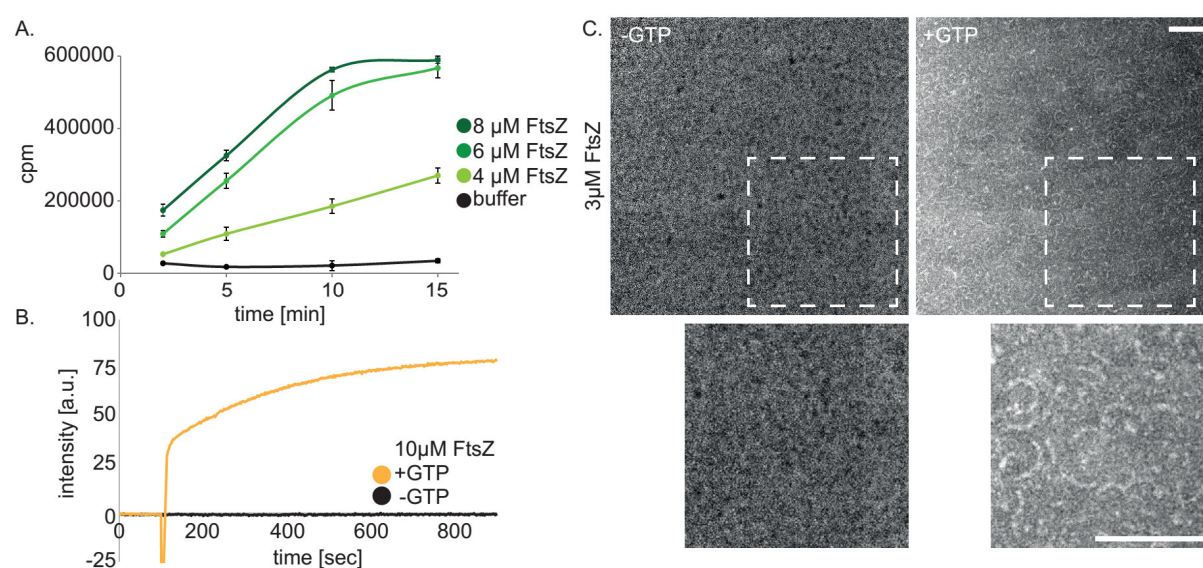 A.
600000
400000
200000
0
cpm
0
5
10
15
time [min]
8 µM FtsZ
6 µM FtsZ
4 µM FtsZ
buffer
B.
100
75
50
25
0
-25
intensity [a.u.]
200
400
600
800
time [sec]
10µM FtsZ
+GTP
-GTP
C.
-GTP
+GTP
3µM FtsZ